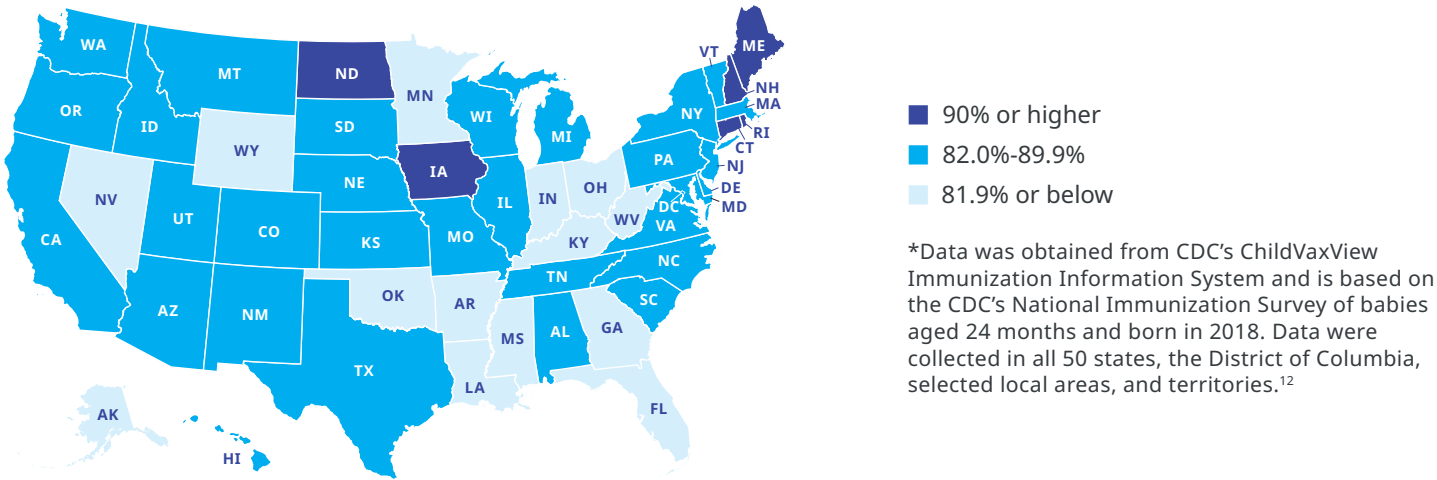 WA
MT
ND
MN
OR
ID
WY
SD
WI
MI
NV
UT
CO
NE
IA
IL
IN
OH
PA
NY
VT
ME
NH
MA
RI
CT
NJ
DE
MD
DC
WV
VA
CA
KS
MO
KY
NC
TN
SC
AZ
NM
OK
AR
MS
AL
GA
TX
LA
FL
AK
HI
90% or higher
82.0%-89.9%
81.9% or below
*Data was obtained from CDC’s ChildVaxView
Immunization Information System and is based on
the CDC’s National Immunization Survey of babies
aged 24 months and born in 2018. Data were
collected in all 50 states, the District of Columbia,
selected local areas, and territories.¹²